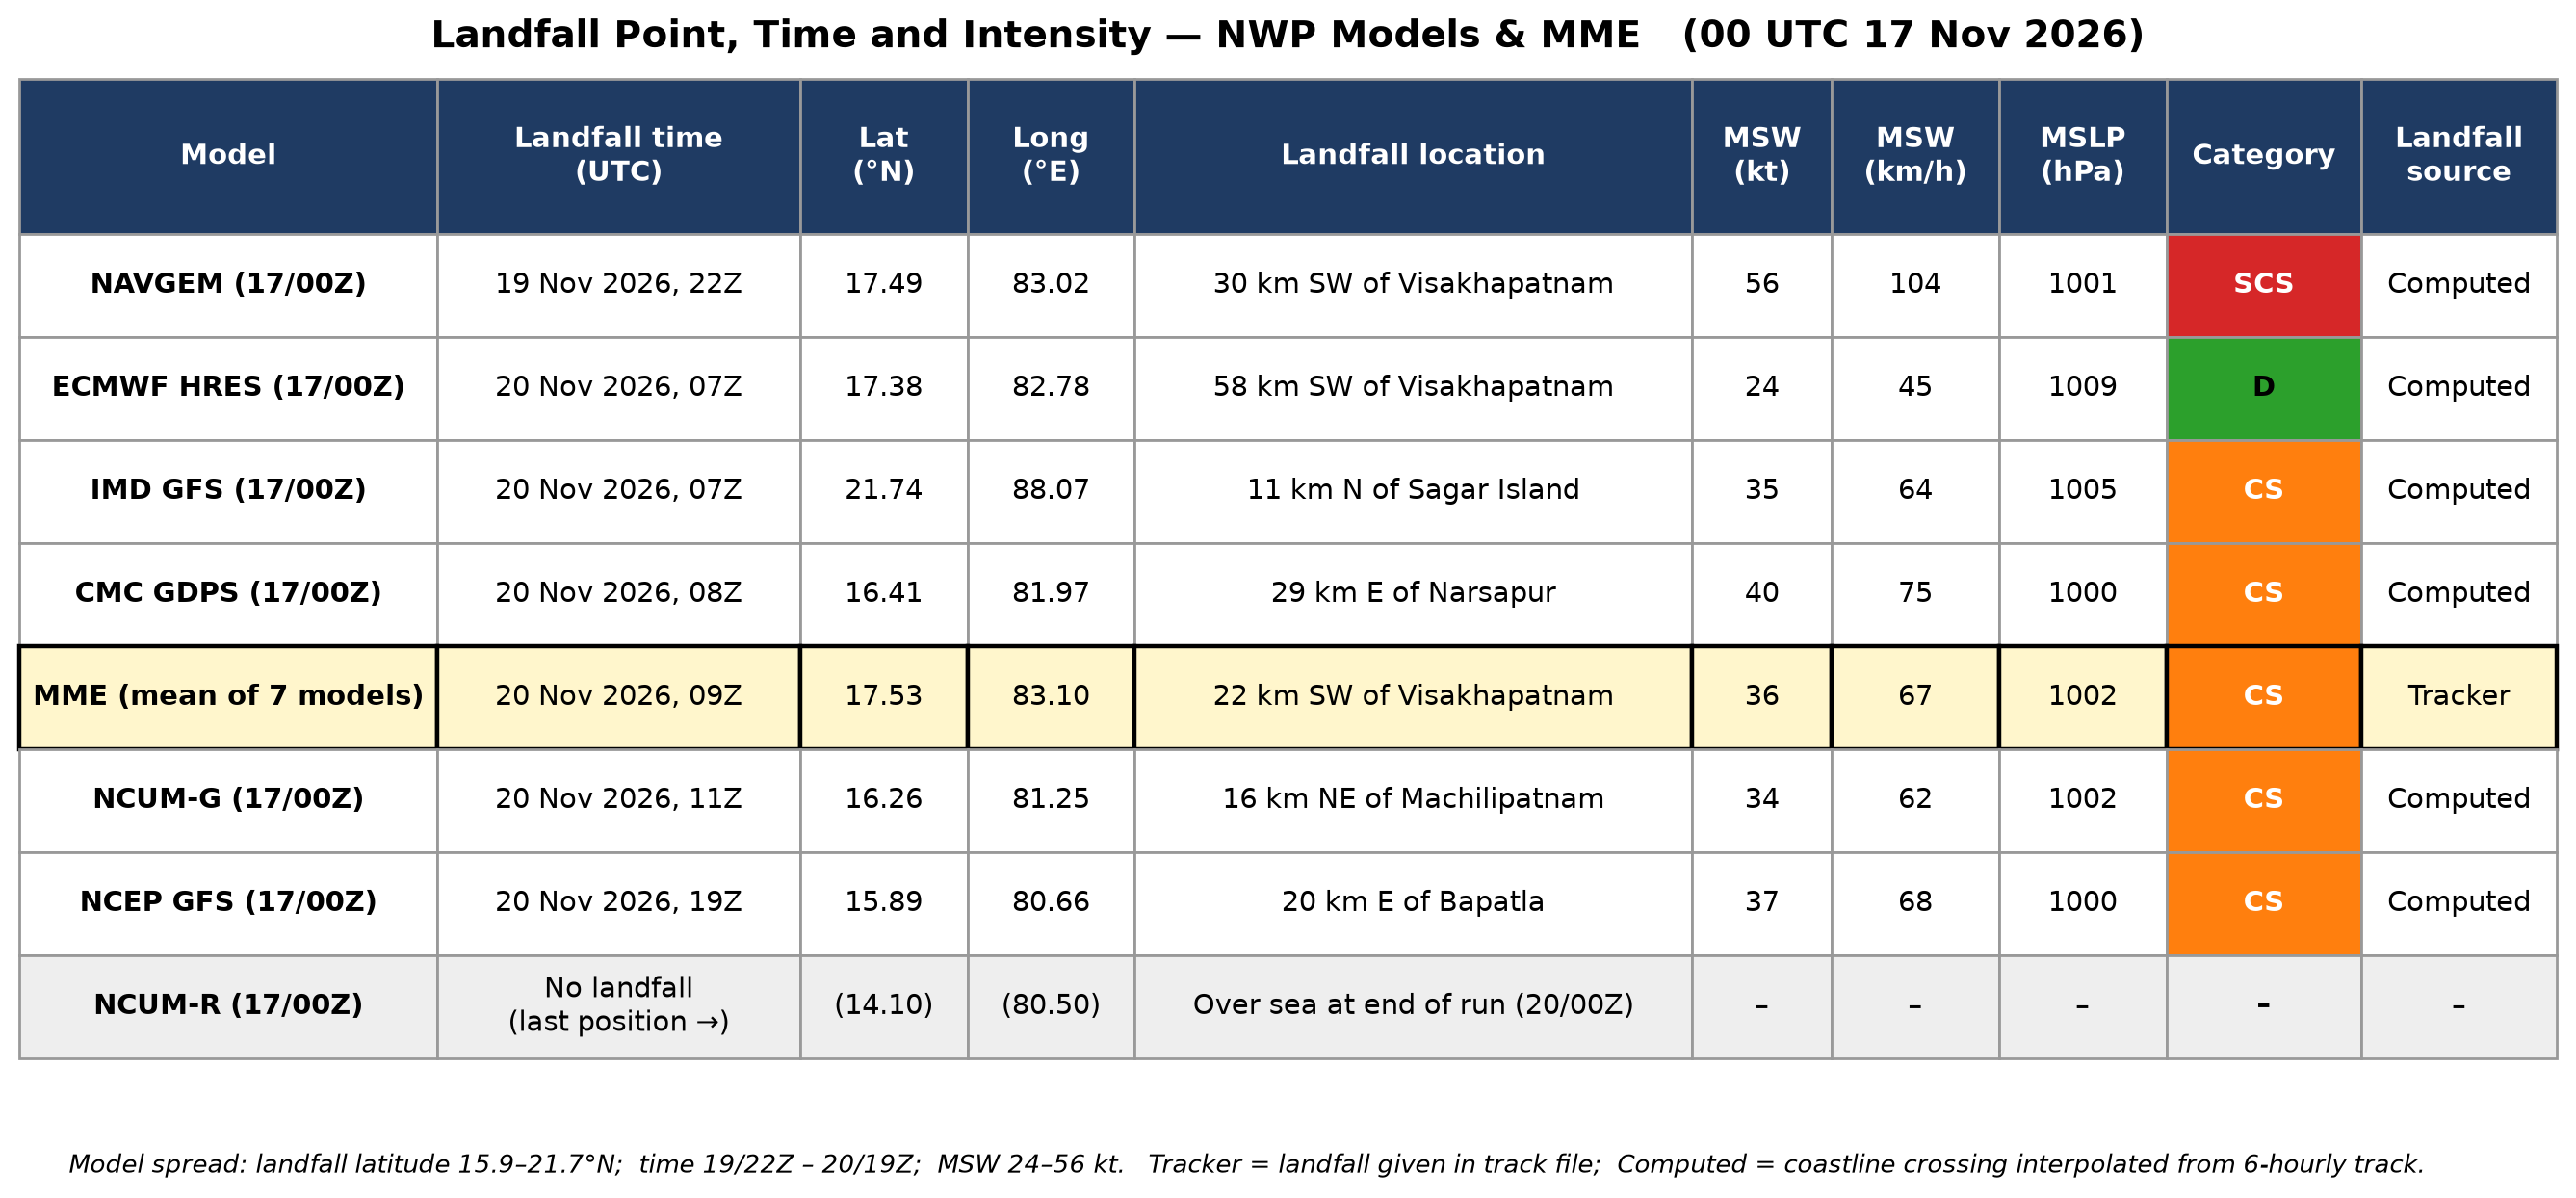 Landfall Point, Time and Intensity — NWP Models & MME (00 UTC 17 Nov 2026)
Model Landfall time (UTC) Lat (°N) Long (°E) Landfall location MSW (kt) MSW (km/h) MSLP (hPa) Category Landfall source
NAVGEM (17/00Z) 19 Nov 2026, 22Z 17.49 83.02 30 km SW of Visakhapatnam 56 104 1001 SCS Computed
ECMWF HRES (17/00Z) 20 Nov 2026, 07Z 17.38 82.78 58 km SW of Visakhapatnam 24 45 1009 D Computed
IMD GFS (17/00Z) 20 Nov 2026, 07Z 21.74 88.07 11 km N of Sagar Island 35 64 1005 CS Computed
CMC GDPS (17/00Z) 20 Nov 2026, 08Z 16.41 81.97 29 km E of Narsapur 40 75 1000 CS Computed
MME (mean of 7 models) 20 Nov 2026, 09Z 17.53 83.10 22 km SW of Visakhapatnam 36 67 1002 CS Tracker
NCUM-G (17/00Z) 20 Nov 2026, 11Z 16.26 81.25 16 km NE of Machilipatnam 34 62 1002 CS Computed
NCEP GFS (17/00Z) 20 Nov 2026, 19Z 15.89 80.66 20 km E of Bapatla 37 68 1000 CS Computed
NCUM-R (17/00Z) No landfall (last position →) (14.10) (80.50) Over sea at end of run (20/00Z) – – – – –
Model spread: landfall latitude 15.9–21.7°N; time 19/22Z – 20/19Z; MSW 24–56 kt. Tracker = landfall given in track file; Computed = coastline crossing interpolated from 6-hourly track.